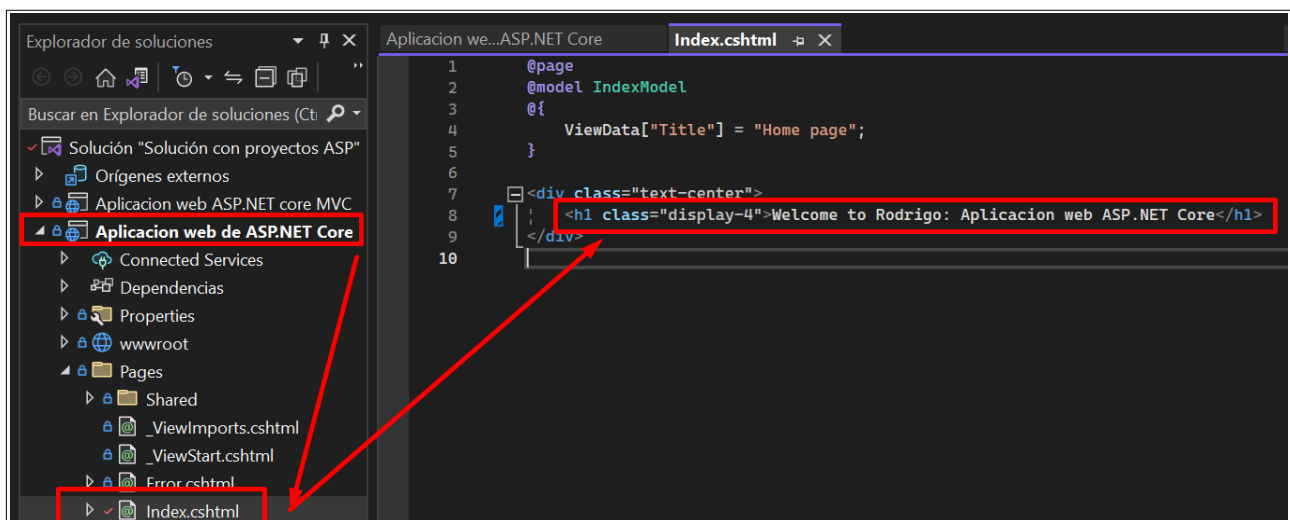 Explorador de soluciones
Buscar en Explorador de soluciones (Ctr
Solución "Solución con proyectos ASP"
Orígenes externos
Aplicacion web ASP.NET core MVC
Aplicacion web de ASP.NET Core
Connected Services
Dependencias
Properties
wwwroot
Pages
Shared
_ViewImports.cshtml
_ViewStart.cshtml
Error.cshtml
Index.cshtml
Aplicacion we...ASP.NET Core
Index.cshtml
1 @page
2 @model IndexModel
3 @{
4 ViewData["Title"] = "Home page";
5 }
6
7 <div class="text-center">
8 <h1 class="display-4">Welcome to Rodrigo: Aplicacion web ASP.NET Core</h1>
9 </div>
10